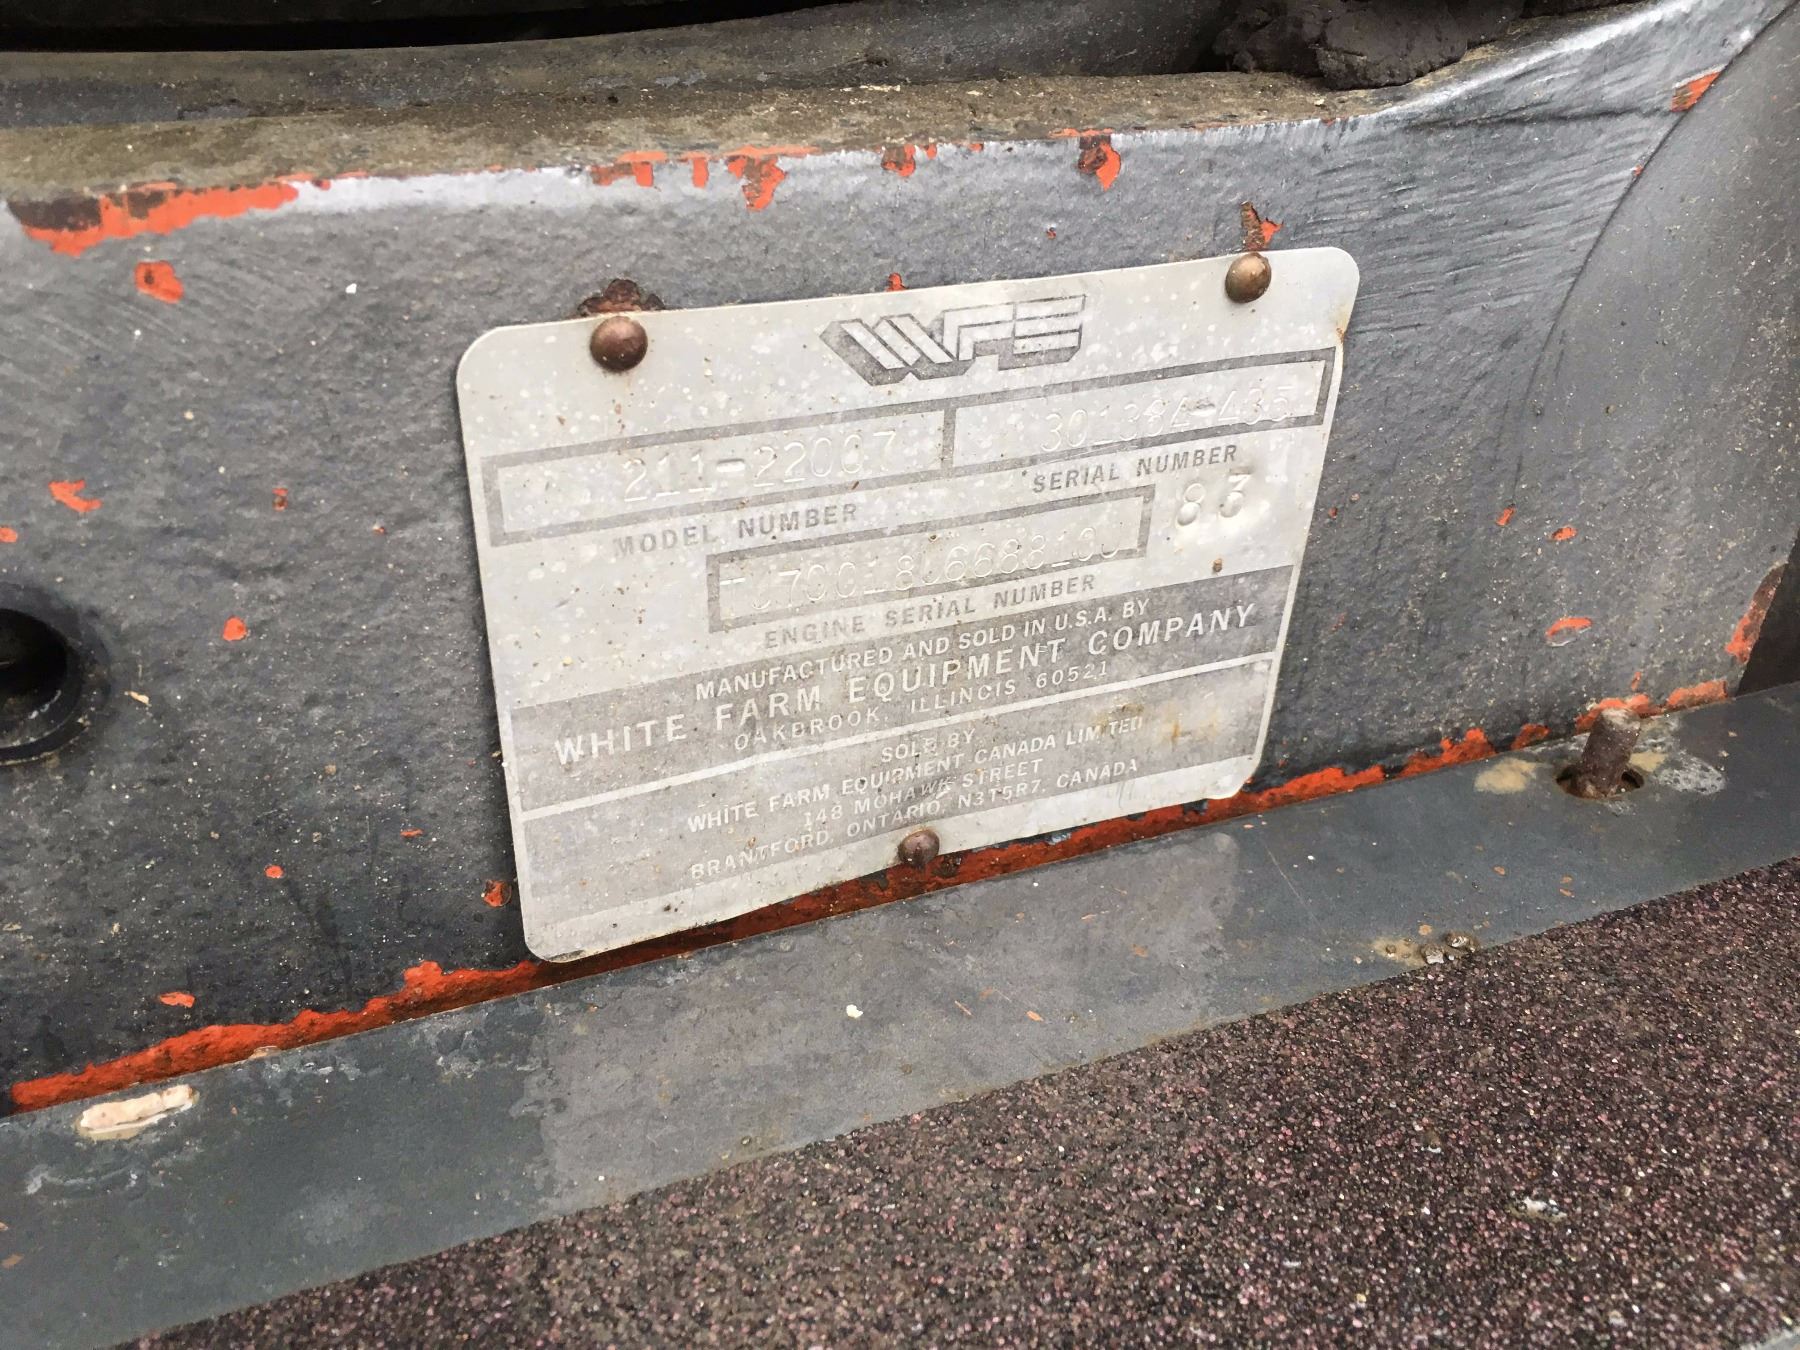 WFE
211-22007 301384-435
MODEL NUMBER SERIAL NUMBER
83
ENGINE SERIAL NUMBER
MANUFACTURED AND SOLD IN U.S.A. BY
WHITE FARM EQUIPMENT COMPANY
OAKBROOK, ILLINOIS 60521
SOLD BY
WHITE FARM EQUIPMENT CANADA LIMITED
148 MOHAWK STREET
BRANTFORD, ONTARIO, N3T5R7, CANADA